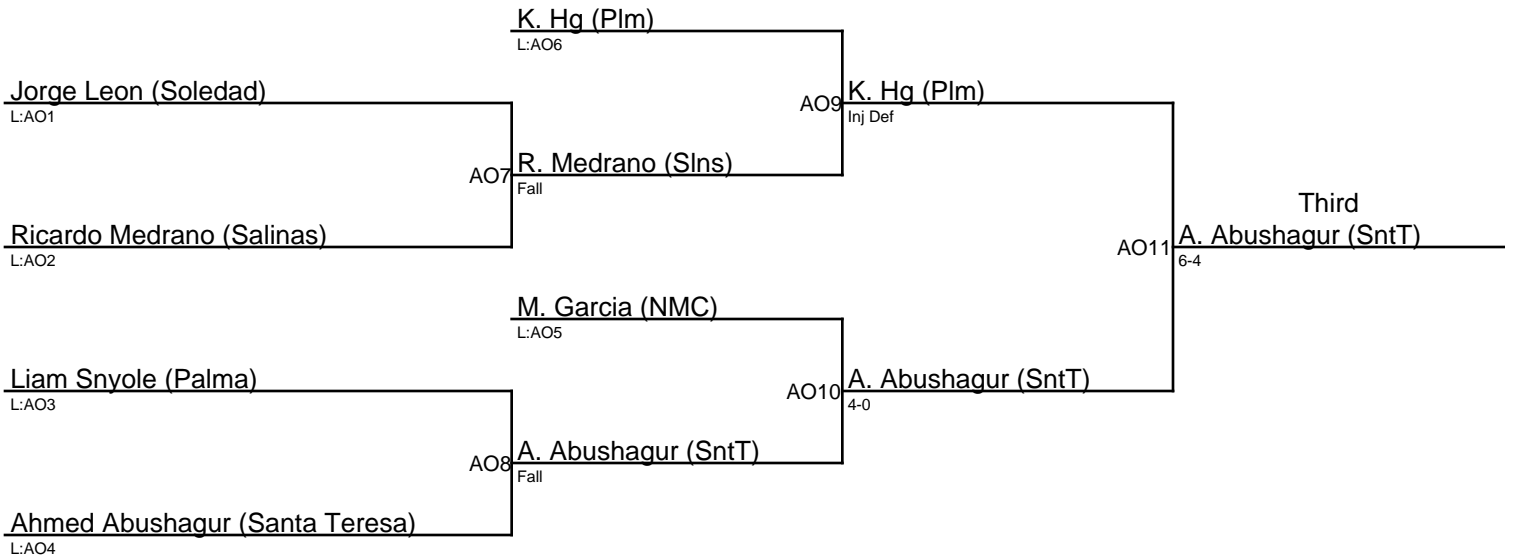 K. Hg (Plm)
L:AO6
Jorge Leon (Soledad)
L:AO1
AO9
K. Hg (Plm)
Inj Def
AO7
R. Medrano (Slns)
Fall
Third
Ricardo Medrano (Salinas)
L:AO2
AO11
A. Abushagur (SntT)
6-4
M. Garcia (NMC)
L:AO5
Liam Snyole (Palma)
L:AO3
AO10
A. Abushagur (SntT)
4-0
AO8
A. Abushagur (SntT)
Fall
Ahmed Abushagur (Santa Teresa)
L:AO4